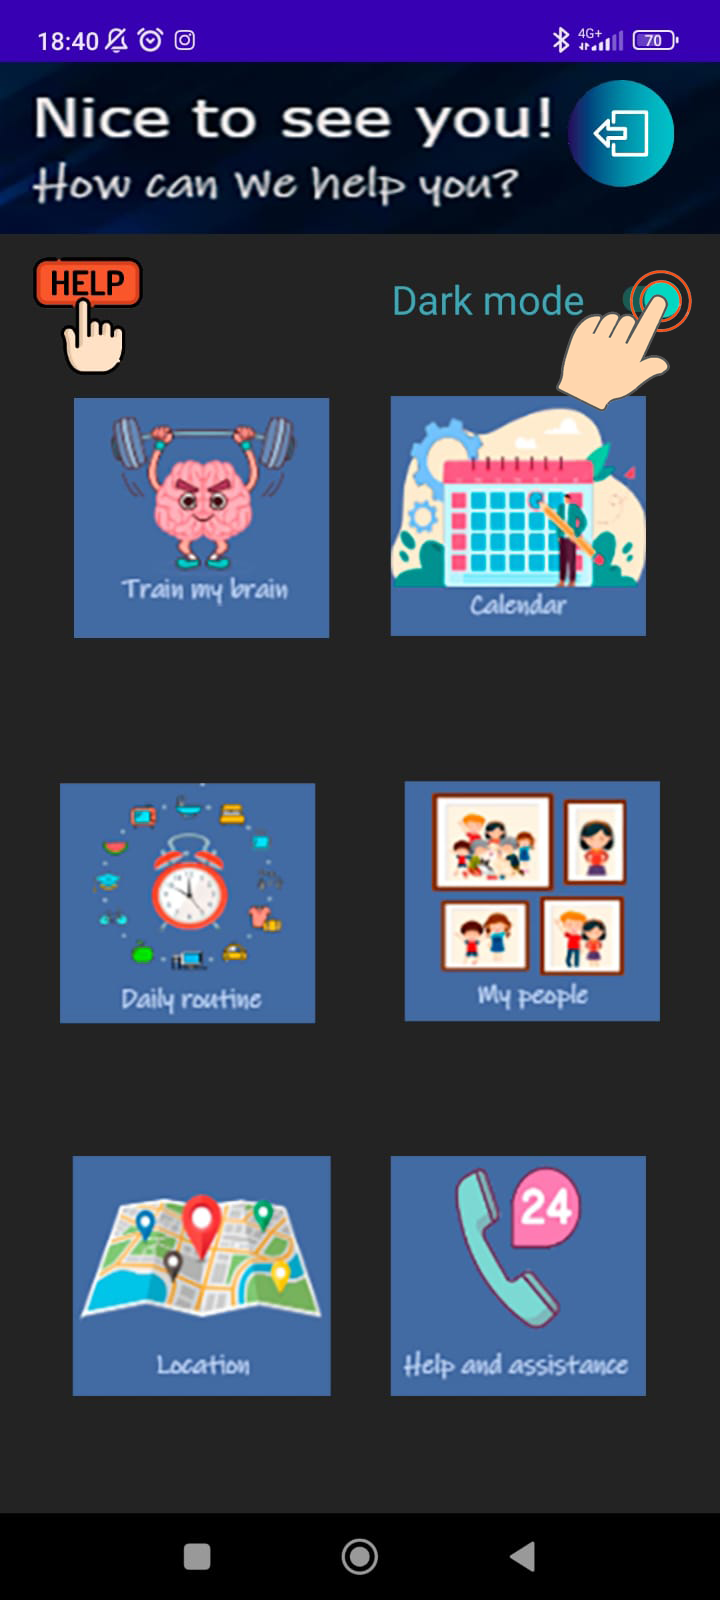 18:40
4G+
70
Nice to see you!
How can we help you?
HELP
Dark mode
Train my brain
Calendar
Daily routine
My people
24
Location
Help and assistance